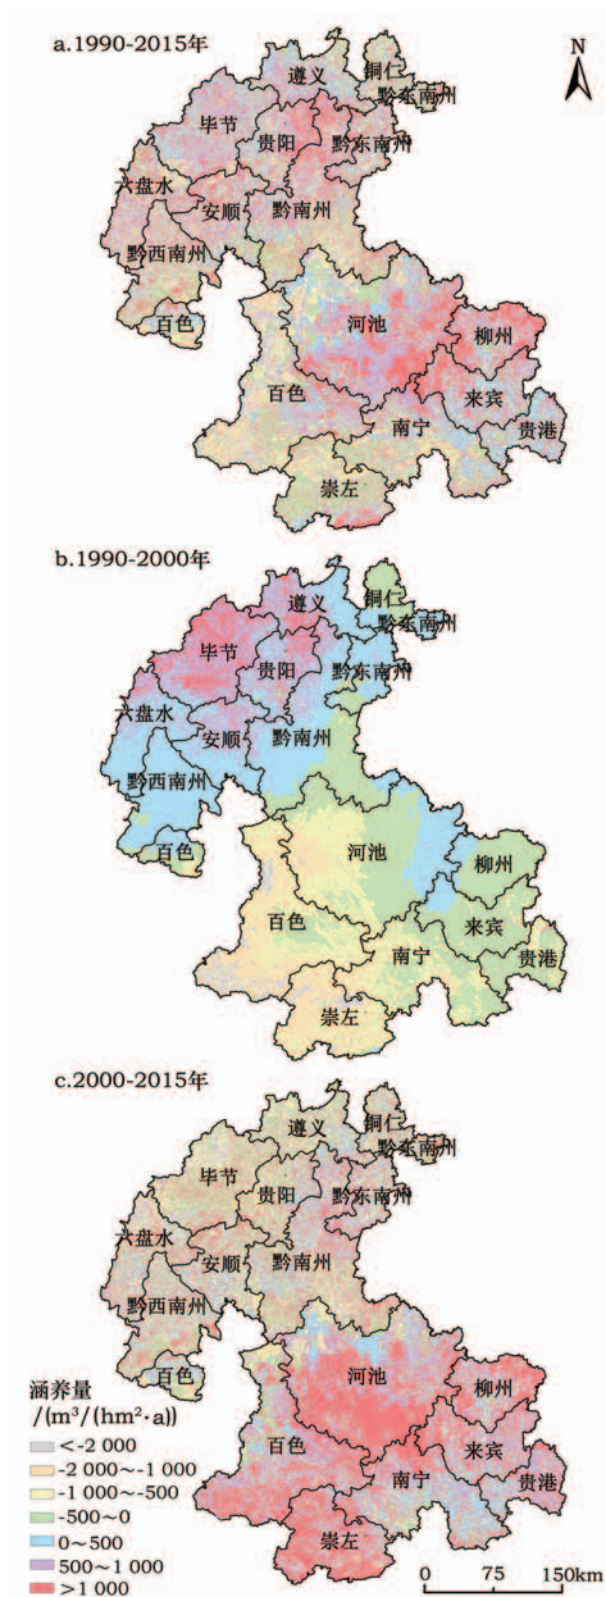 a.1990-2015年
N
遵义
铜仁
黔东南州
毕节
贵阳
黔东南州
六盘水
安顺
黔南州
黔西南州
百色
河池
柳州
百色
来宾
南宁
贵港
崇左
b.1990-2000年
遵义
铜仁
黔东南州
毕节
贵阳
黔东南州
六盘水
安顺
黔南州
黔西南州
百色
河池
柳州
百色
来宾
南宁
贵港
崇左
c.2000-2015年
遵义
铜仁
黔东南州
毕节
贵阳
黔东南州
六盘水
安顺
黔南州
黔西南州
百色
河池
柳州
百色
来宾
南宁
贵港
崇左
涵养量
/(m³/(hm²·a))
<-2 000
-2 000～-1 000
-1 000～-500
-500～0
0～500
500～1 000
>1 000
0 75 150km